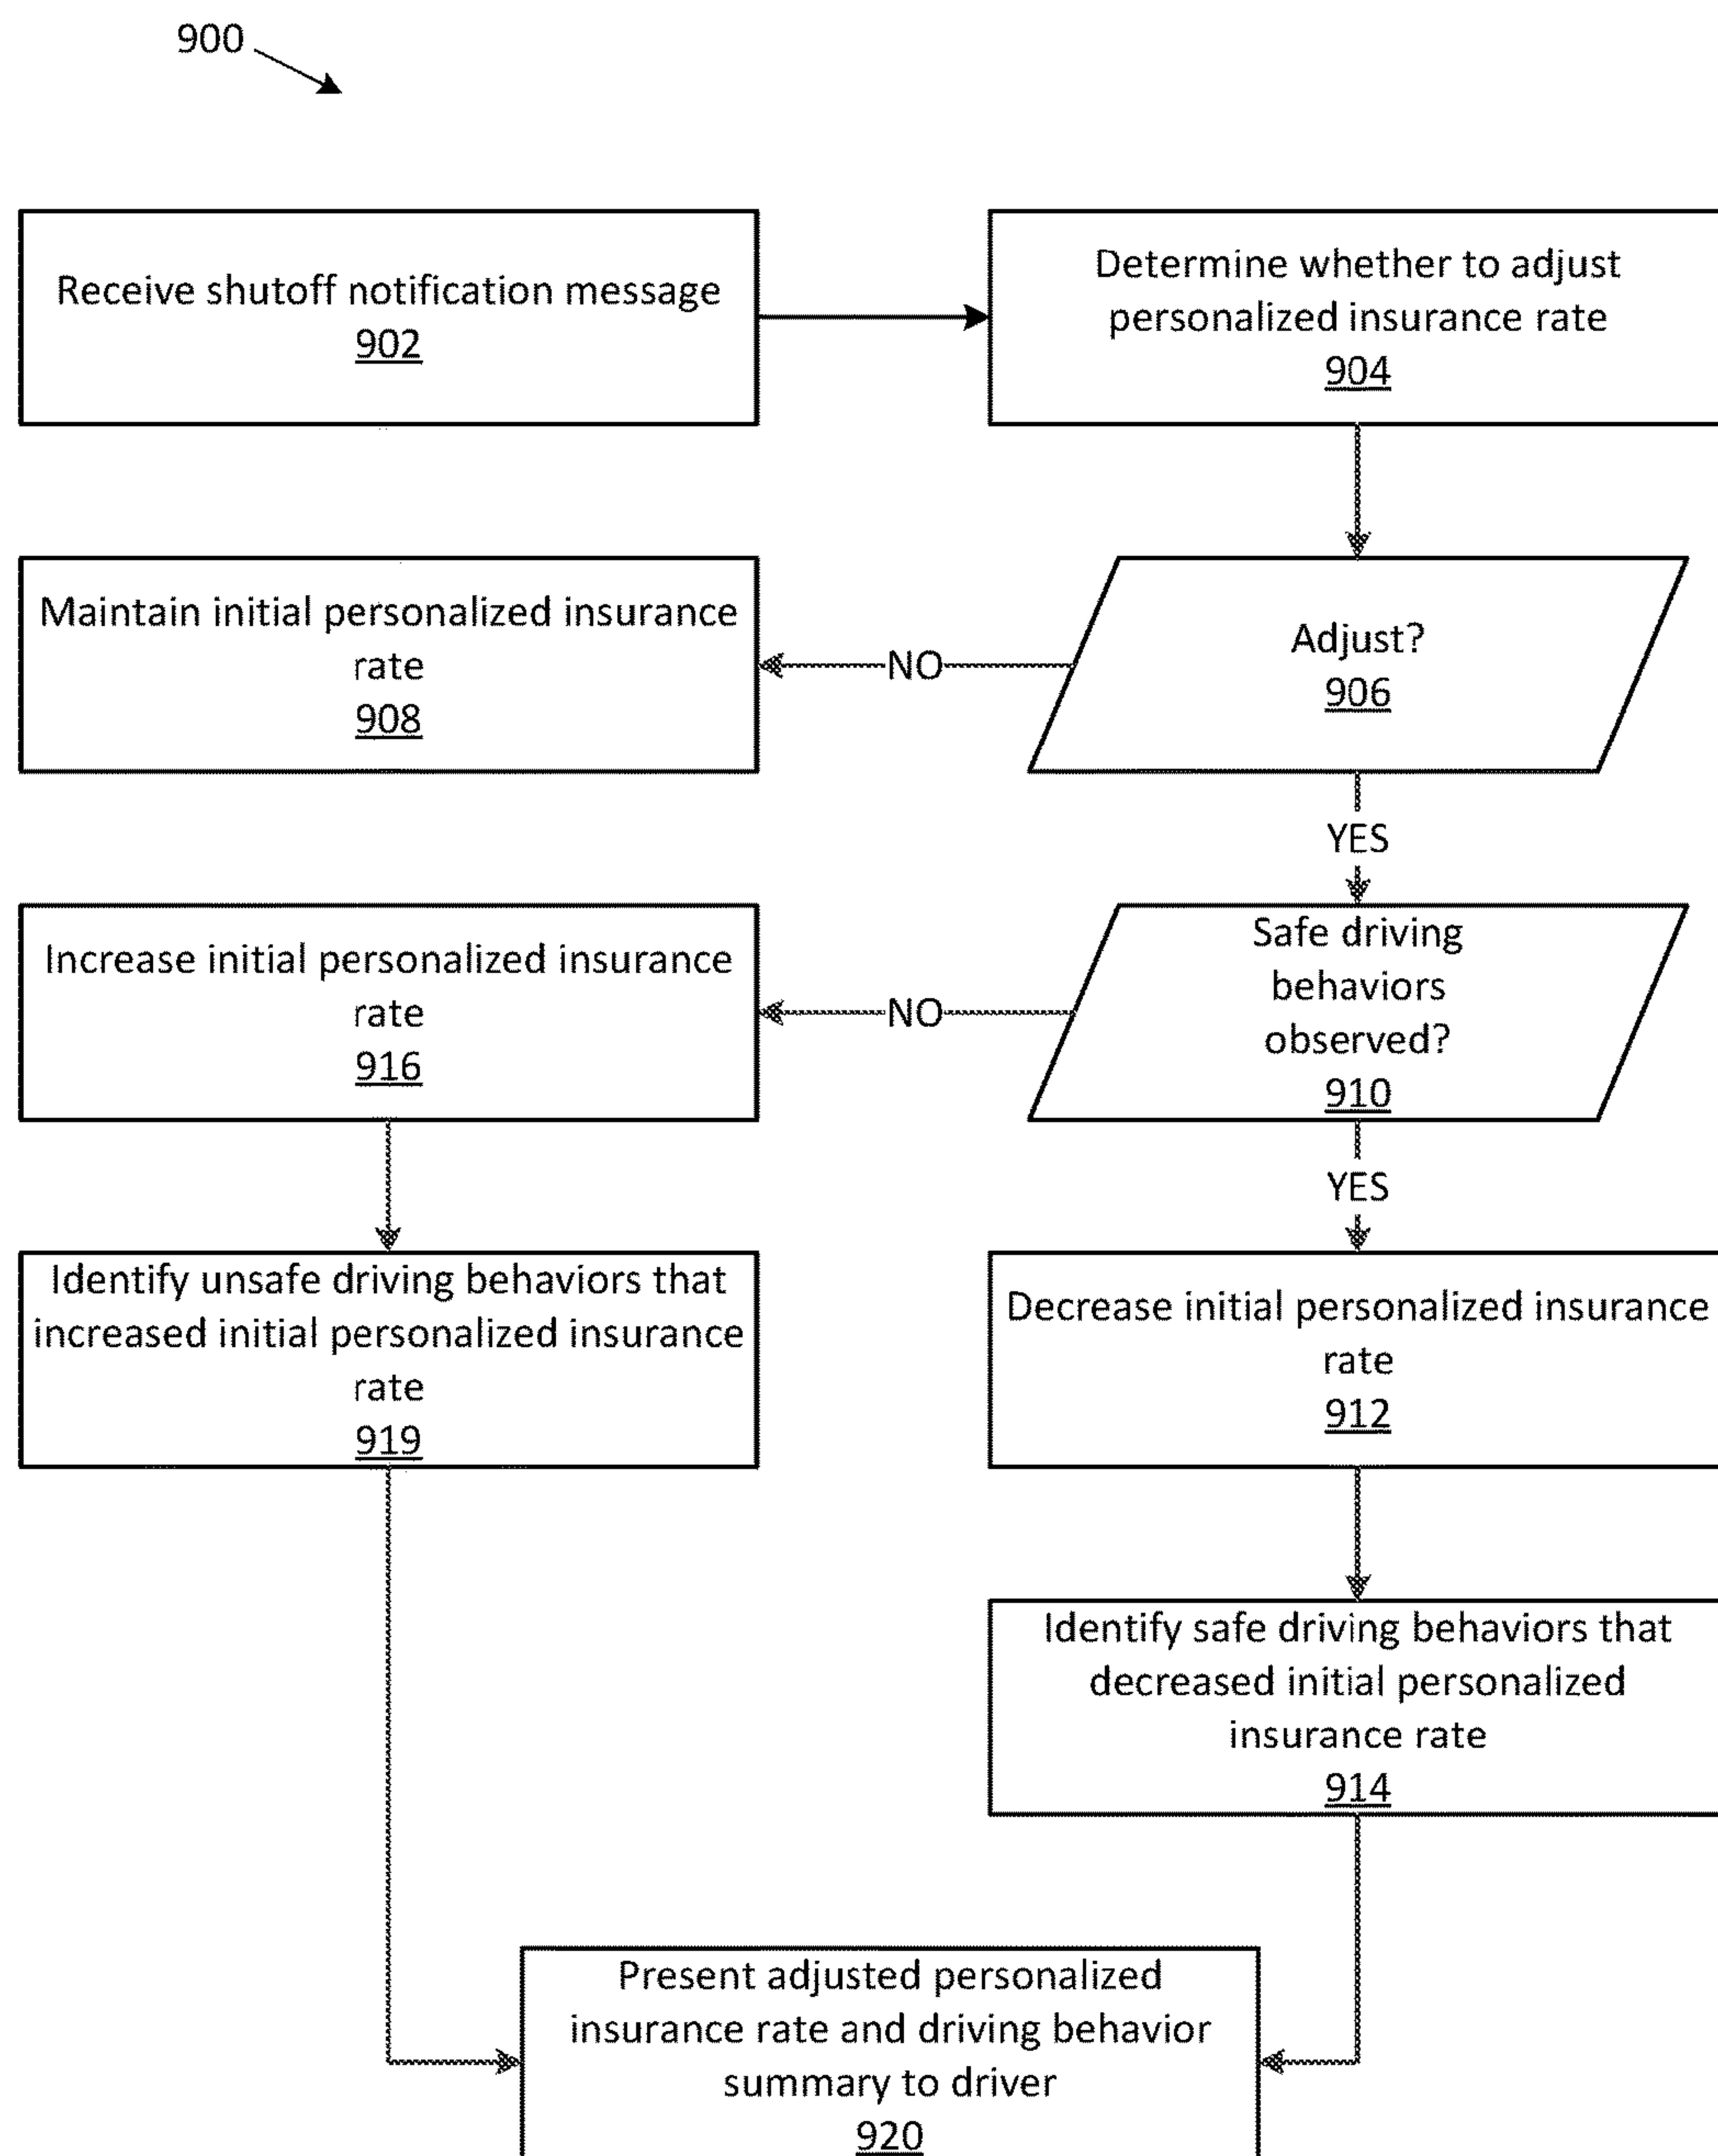 900
Receive shutoff notification message
902
Determine whether to adjust
personalized insurance rate
904
Maintain initial personalized insurance
rate
908
NO
Adjust?
906
YES
Increase initial personalized insurance
rate
916
NO
Safe driving
behaviors
observed?
910
YES
Identify unsafe driving behaviors that
increased initial personalized insurance
rate
919
Decrease initial personalized insurance
rate
912
Identify safe driving behaviors that
decreased initial personalized
insurance rate
914
Present adjusted personalized
insurance rate and driving behavior
summary to driver
920